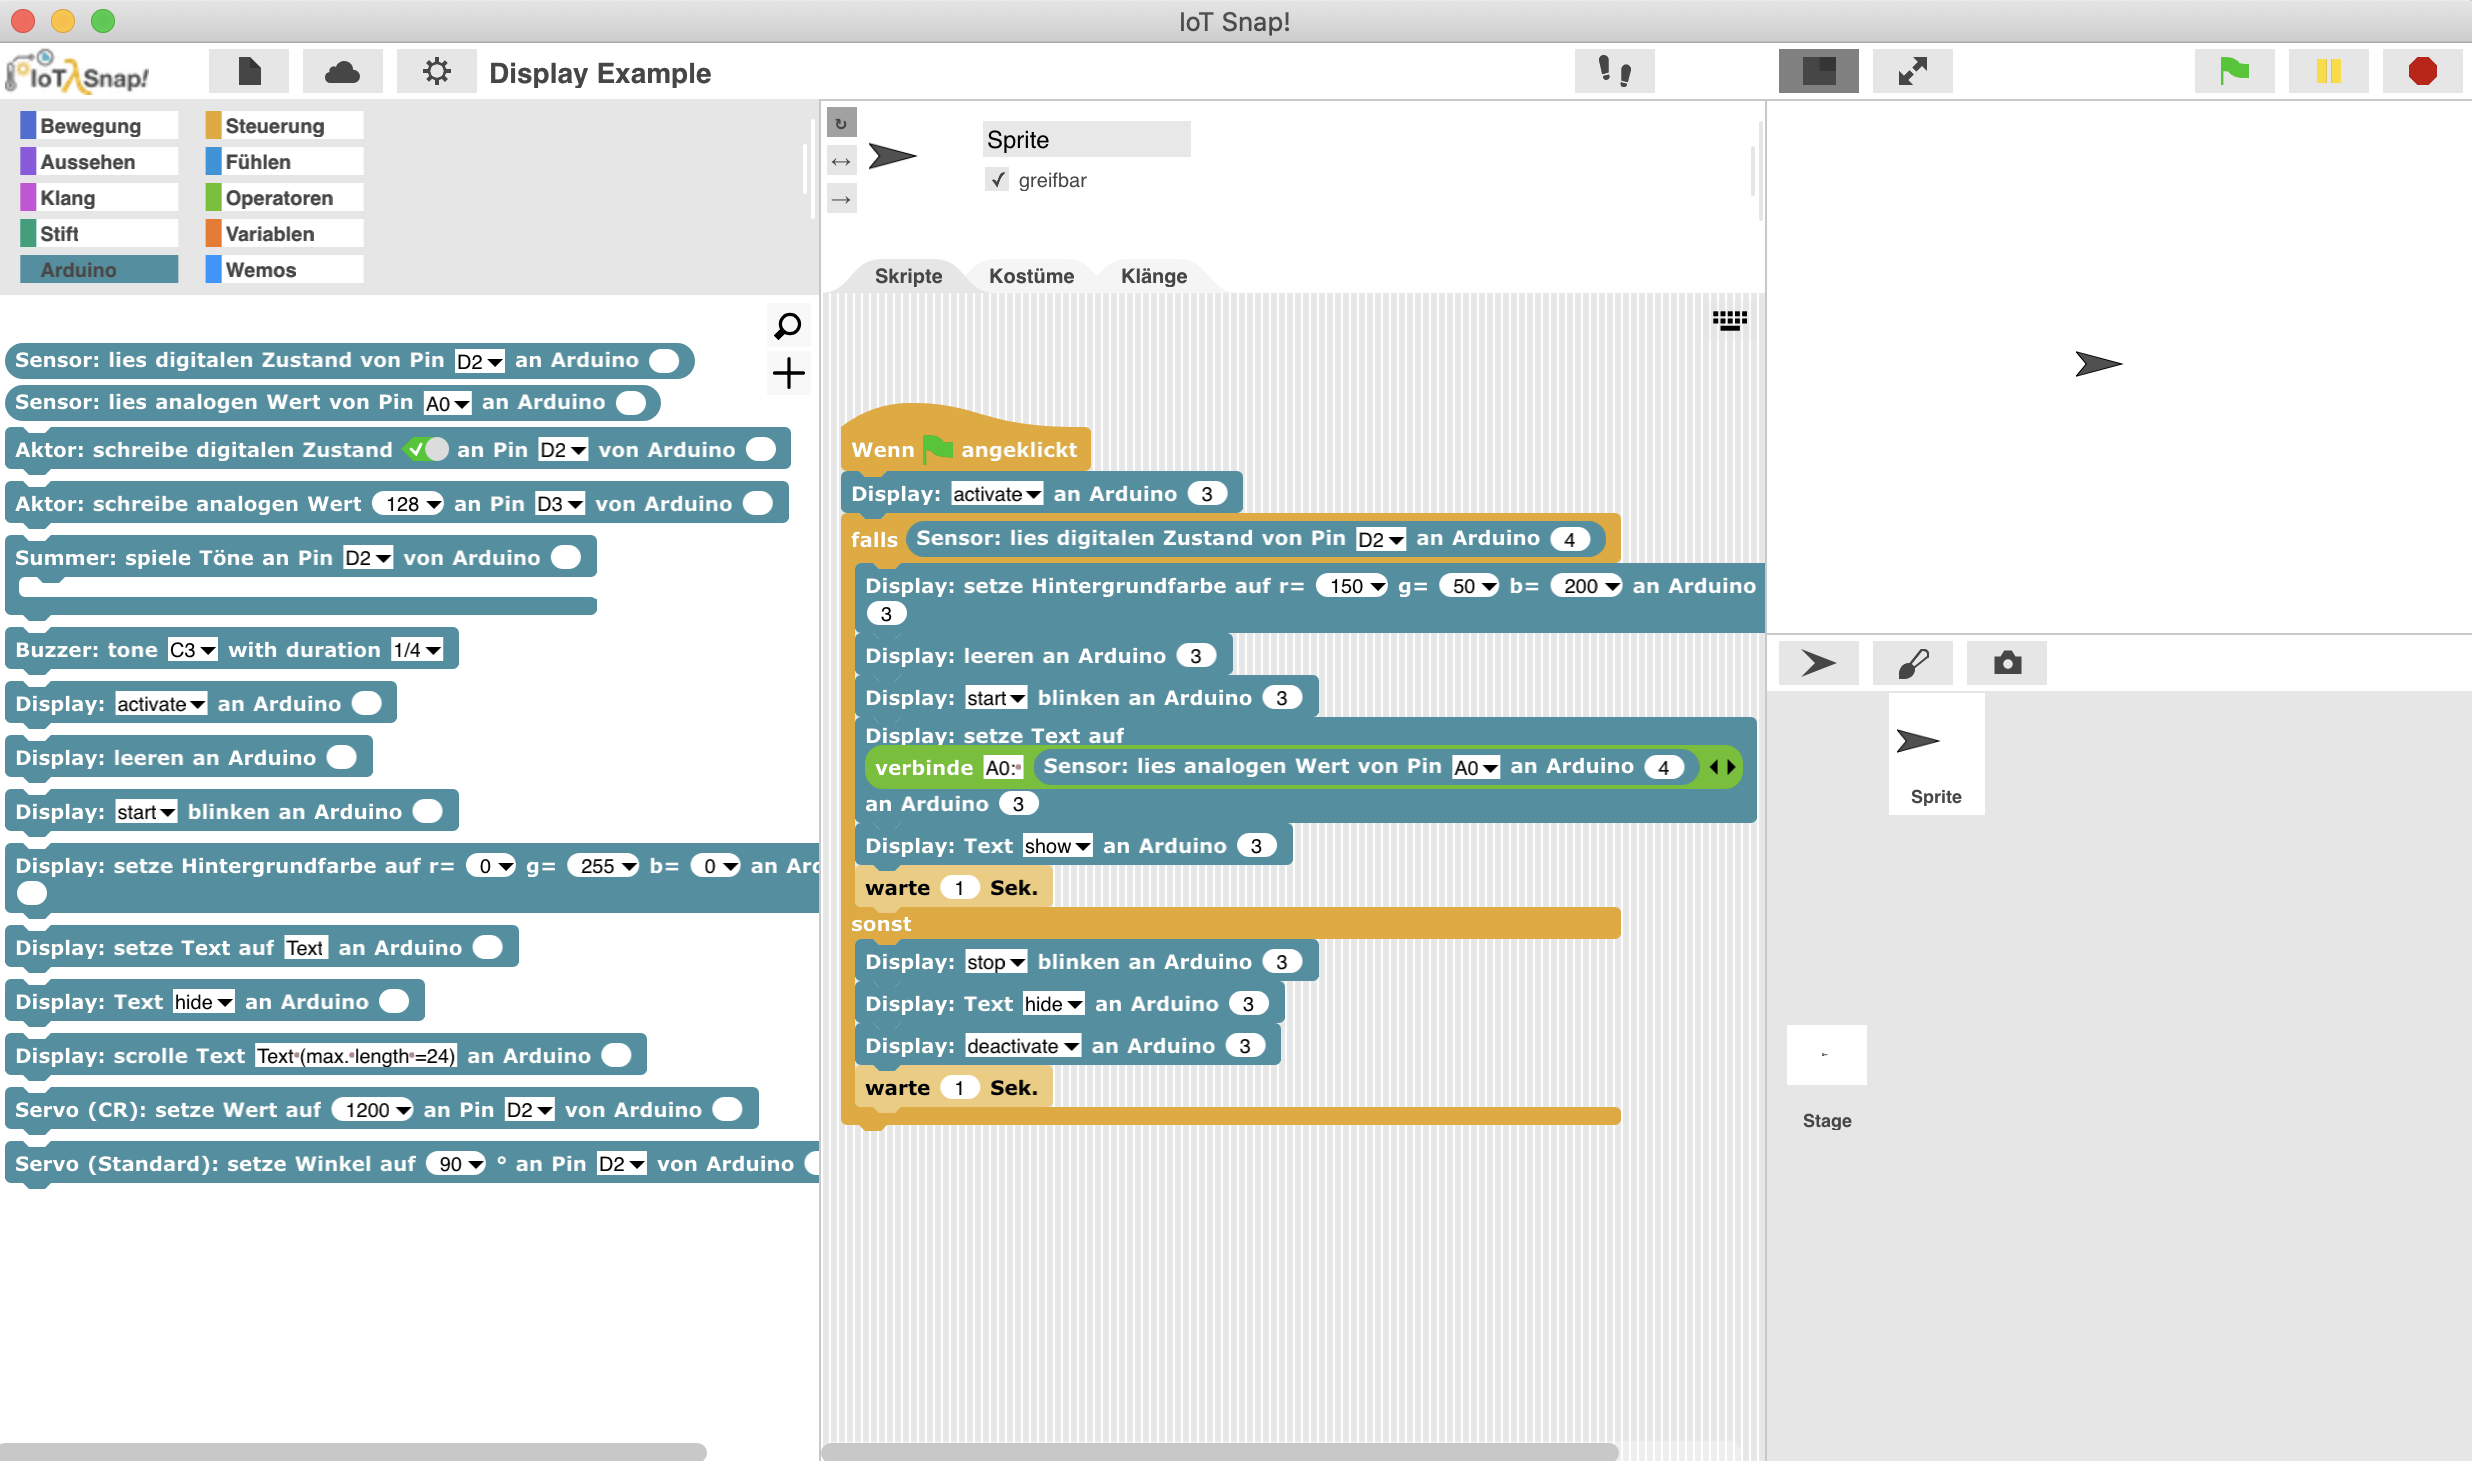 IoT Snap!
IoT Snap!
Display Example
Bewegung
Steuerung
Aussehen
Fühlen
Klang
Operatoren
Stift
Variablen
Arduino
Wemos
Sensor: lies digitalen Zustand von Pin D2 an Arduino
Sensor: lies analogen Wert von Pin A0 an Arduino
Aktor: schreibe digitalen Zustand an Pin D2 von Arduino
Aktor: schreibe analogen Wert 128 an Pin D3 von Arduino
Summer: spiele Töne an Pin D2 von Arduino
Buzzer: tone C3 with duration 1/4
Display: activate an Arduino
Display: leeren an Arduino
Display: start blinken an Arduino
Display: setze Hintergrundfarbe auf r= 0 g= 255 b= 0 an Ard
Display: setze Text auf Text an Arduino
Display: Text hide an Arduino
Display: scrolle Text Text (max. length =24) an Arduino
Servo (CR): setze Wert auf 1200 an Pin D2 von Arduino
Servo (Standard): setze Winkel auf 90 ° an Pin D2 von Arduino
Sprite
greifbar
Skripte
Kostüme
Klänge
Wenn angeklickt
Display: activate an Arduino 3
falls Sensor: lies digitalen Zustand von Pin D2 an Arduino 4
Display: setze Hintergrundfarbe auf r= 150 g= 50 b= 200 an Arduino
3
Display: leeren an Arduino 3
Display: start blinken an Arduino 3
Display: setze Text auf
verbinde A0: Sensor: lies analogen Wert von Pin A0 an Arduino 4
an Arduino 3
Display: Text show an Arduino 3
warte 1 Sek.
sonst
Display: stop blinken an Arduino 3
Display: Text hide an Arduino 3
Display: deactivate an Arduino 3
warte 1 Sek.
Sprite
Stage